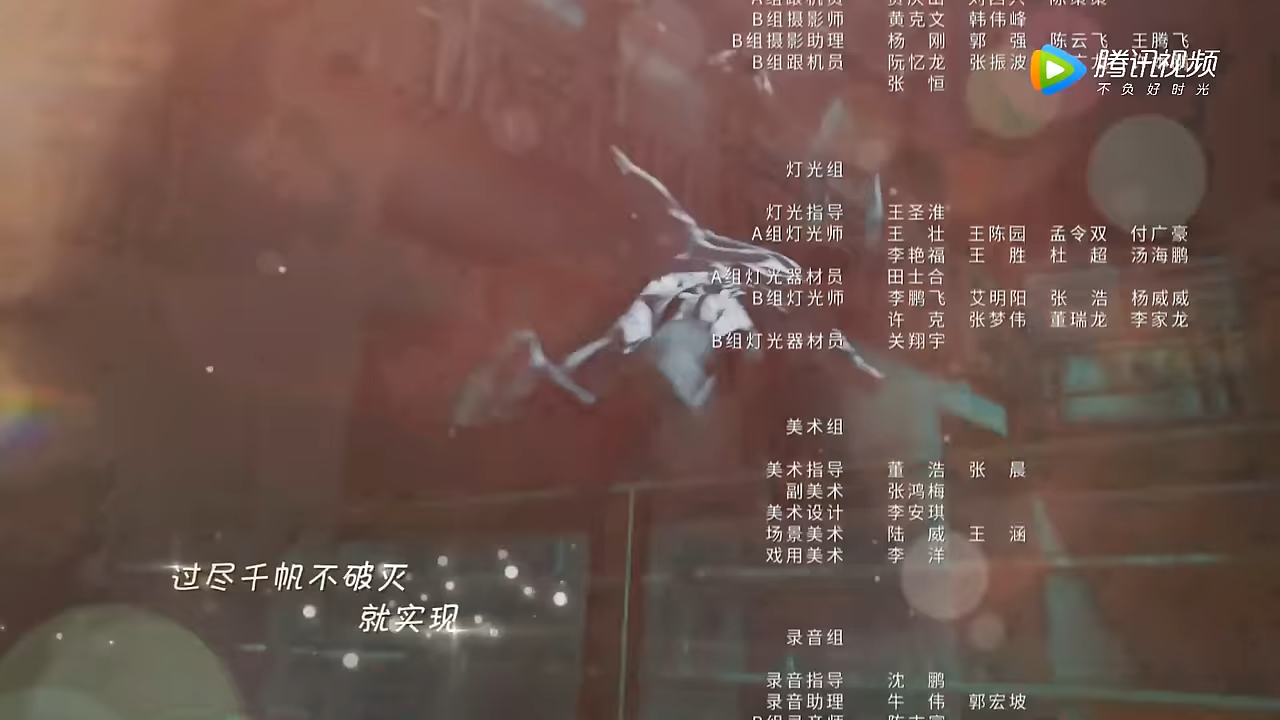 B组摄影师 黄克文 韩伟峰
B组摄影助理 杨 刚 郭 强 陈云飞 王腾飞
B组跟机员 阮忆龙 张振波
张 恒
腾讯视频
不负好时光
灯光组
灯光指导 王圣淮
A组灯光师 王 壮 王陈园 孟令双 付广豪
李艳福 王 胜 杜 超 汤海鹏
A组灯光器材员 田士合
B组灯光师 李鹏飞 艾明阳 张 浩 杨威威
许 克 张梦伟 董瑞龙 李家龙
B组灯光器材员 关翔宇
美术组
美术指导 董 浩 张 晨
副美术 张鸿梅
美术设计 李安琪
场景美术 陆 威 王 涵
戏用美术 李 洋
过尽千帆不破灭
就实现
录音组
录音指导 沈 鹏
录音助理 牛 伟 郭宏坡